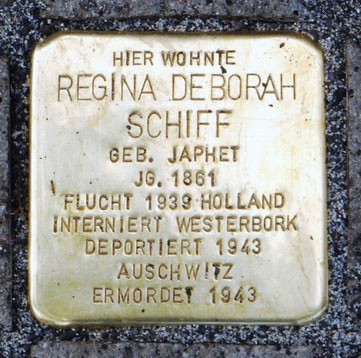 HIER WOHNTE
REGINA DEBORAH
SCHIFF
GEB. JAPHET
JG. 1861
FLUCHT 1939 HOLLAND
INTERNIERT WESTERBORK
DEPORTIERT 1943
AUSCHWITZ
ERMORDET 1943